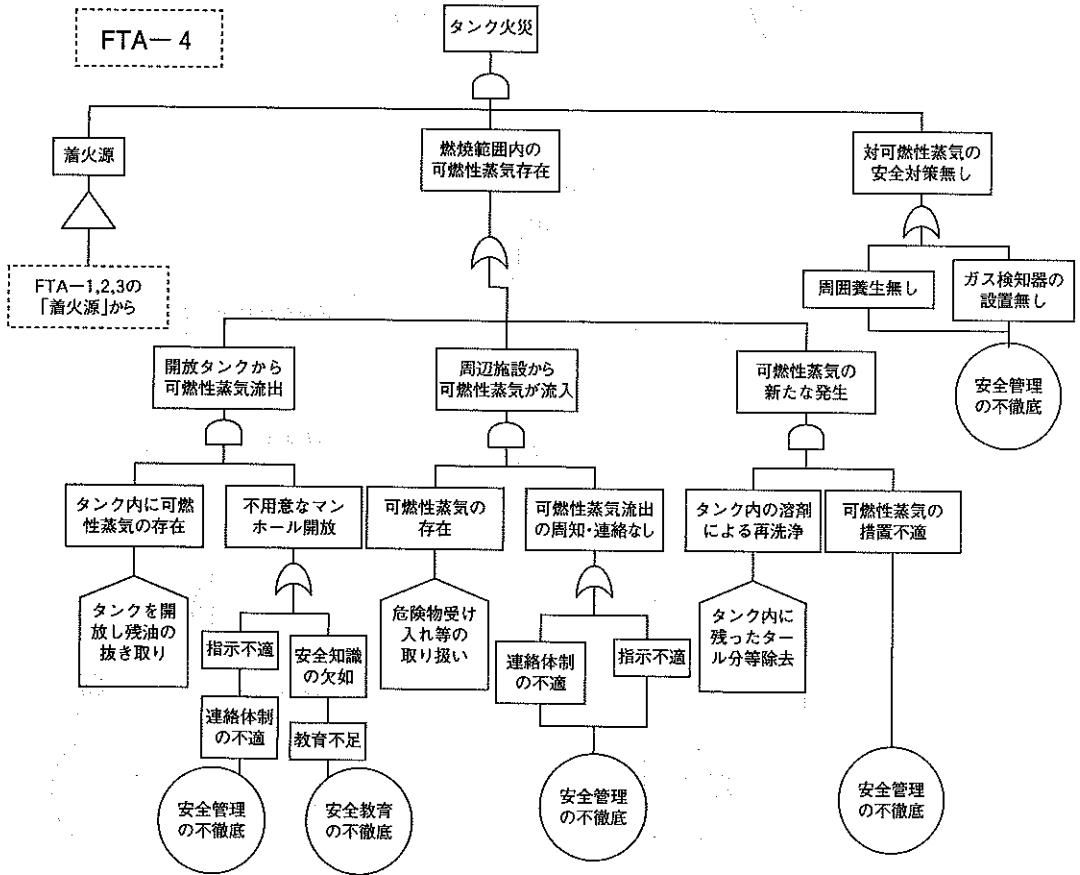 FTA－4
タンク火災
着火源
燃焼範囲内の
可燃性蒸気存在
対可燃性蒸気の
安全対策無し
FTA－1,2,3の
「着火源」から
周囲養生無し
ガス検知器の
設置無し
安全管理
の不徹底
開放タンクから
可燃性蒸気流出
周辺施設から
可燃性蒸気が流入
可燃性蒸気の
新たな発生
タンク内に可燃
性蒸気の存在
不用意なマン
ホール開放
可燃性蒸気の
存在
可燃性蒸気流出
の周知・連絡なし
タンク内の溶剤
による再洗浄
可燃性蒸気の
措置不適
タンクを開
放し残油の
抜き取り
指示不適
安全知識
の欠如
危険物受け
入れ等の
取り扱い
連絡体制
の不適
指示不適
タンク内に
残ったター
ル分等除去
連絡体制
の不適
教育不足
安全管理
の不徹底
安全教育
の不徹底
安全管理
の不徹底
安全管理
の不徹底